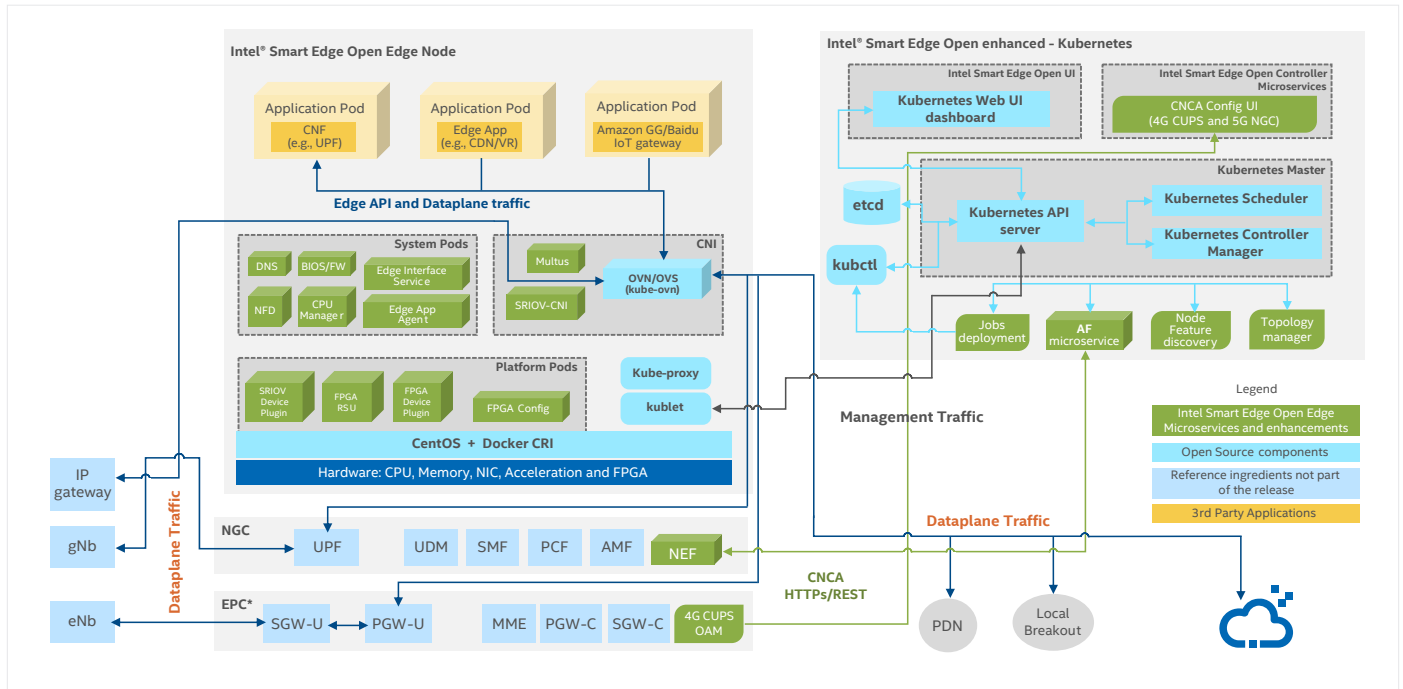 Intel® Smart Edge Open Edge Node
Application Pod
CNF
(e.g., UPF)
Application Pod
Edge App
(e.g., CDN/VR)
Application Pod
Amazon GG/Baidu
IoT gateway
Edge API and Dataplane traffic
System Pods
DNS
BIOS/FW
Edge Interface
Service
NFD
CPU
Manager
Edge App
Agent
CNI
Multus
SRIOV-CNI
OVN/OVS
(kube-ovn)
Platform Pods
SRIOV
Device
Plugin
FPGA
RSU
FPGA
Device
Plugin
FPGA Config
Kube-proxy
kublet
CentOS + Docker CRI
Hardware: CPU, Memory, NIC, Acceleration and FPGA
Intel® Smart Edge Open enhanced - Kubernetes
Intel Smart Edge Open UI
Kubernetes Web UI
dashboard
Intel Smart Edge Open Controller
Microservices
CNCA Config UI
(4G CUPS and 5G NGC)
Kubernetes Master
etcd
Kubernetes API
server
Kubernetes Scheduler
Kubernetes Controller
Manager
kubctl
Jobs
deployment
AF
microservice
Node
Feature
discovery
Topology
manager
Management Traffic
Legend
Intel Smart Edge Open Edge
Microservices and enhancements
Open Source components
Reference ingredients not part
of the release
3rd Party Applications
IP
gateway
gNb
eNb
Dataplane Traffic
NGC
UPF
UDM
SMF
PCF
AMF
NEF
EPC*
SGW-U
PGW-U
MME
PGW-C
SGW-C
4G CUPS
OAM
CNCA
HTTPs/REST
Dataplane Traffic
PDN
Local
Breakout